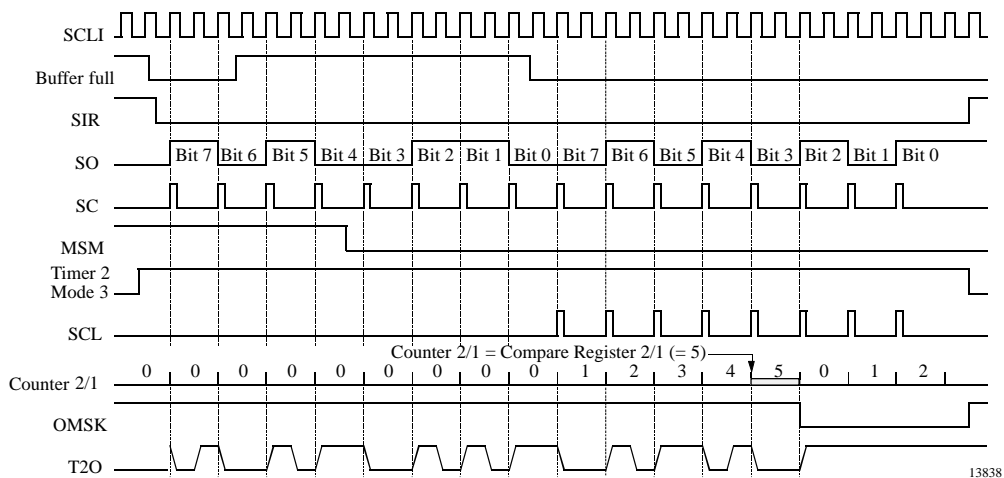 SCLI
Buffer full
SIR
SO
Bit 7 Bit 6 Bit 5 Bit 4 Bit 3 Bit 2 Bit 1 Bit 0 Bit 7 Bit 6 Bit 5 Bit 4 Bit 3 Bit 2 Bit 1 Bit 0
SC
MSM
Timer 2
Mode 3
SCL
Counter 2/1 = Compare Register 2/1 (= 5)
Counter 2/1
0 0 0 0 0 0 0 0 0 1 2 3 4 5 0 1 2
OMSK
T2O
13838